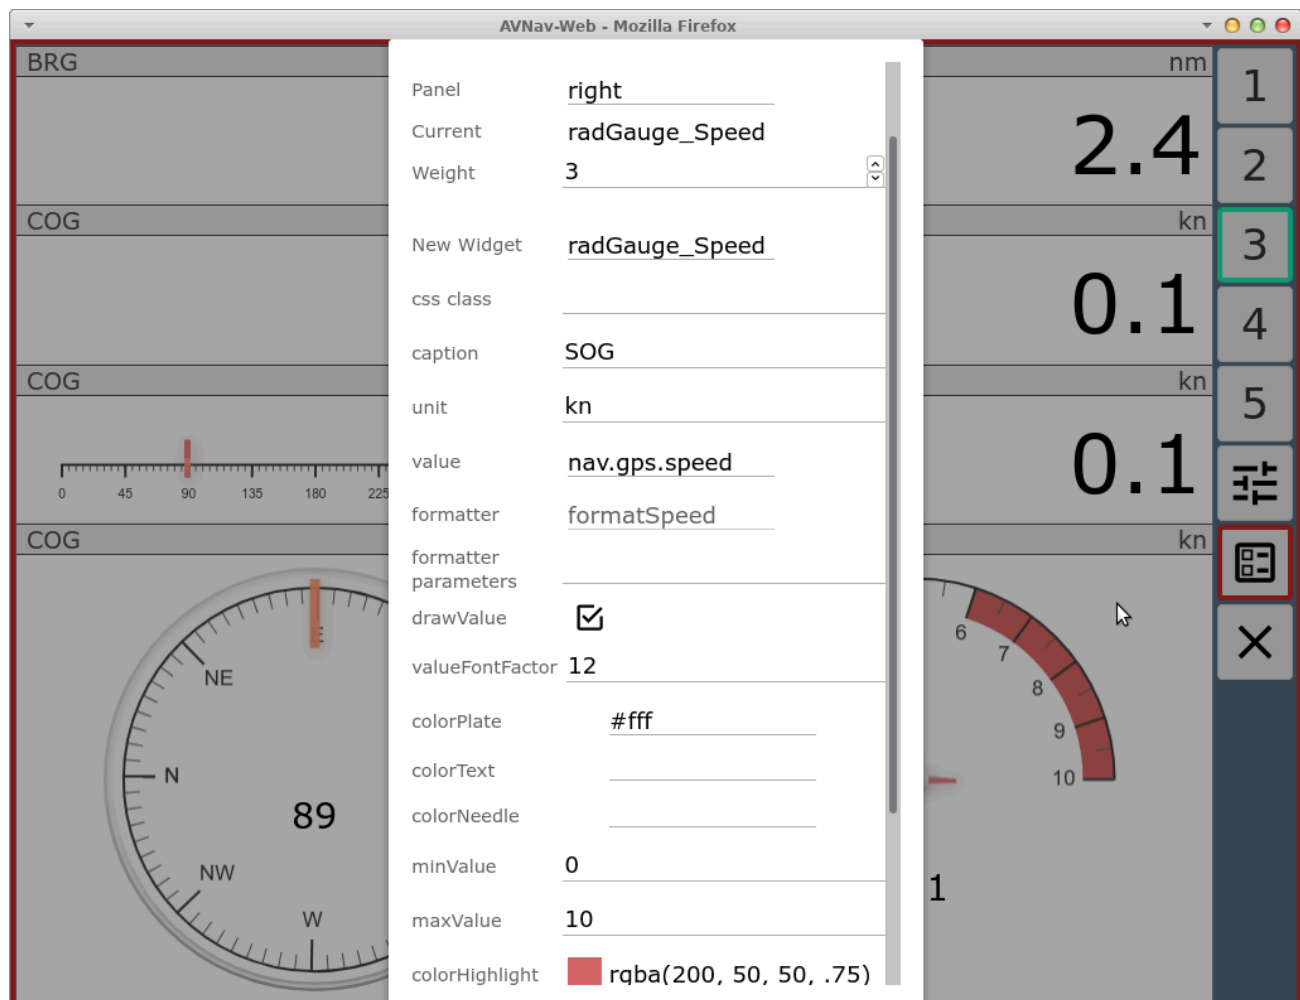 AVNav-Web - Mozilla Firefox
BRG
nm
2.4
COG
kn
0.1
COG
kn
0.1
0 45 90 135 180 225
COG
kn
E
NE
N
NW
W
89
6
7
8
9
10
1
Panel right
Current radGauge_Speed
Weight 3
New Widget radGauge_Speed
css class
caption SOG
unit kn
value nav.gps.speed
formatter formatSpeed
formatter
parameters
drawValue
valueFontFactor 12
colorPlate #fff
colorText
colorNeedle
minValue 0
maxValue 10
colorHighlight rgba(200, 50, 50, .75)
1
2
3
4
5